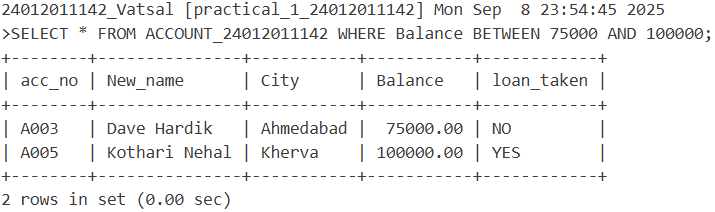 24012011142_Vatsal [practical_1_24012011142] Mon Sep  8 23:54:45 2025
>SELECT * FROM ACCOUNT_24012011142 WHERE Balance BETWEEN 75000 AND 100000;
+--------+---------------+-----------+-----------+------------+
| acc_no | New_name      | City      | Balance   | loan_taken |
+--------+---------------+-----------+-----------+------------+
| A003   | Dave Hardik   | Ahmedabad |  75000.00 | NO         |
| A005   | Kothari Nehal | Kherva    | 100000.00 | YES        |
+--------+---------------+-----------+-----------+------------+
2 rows in set (0.00 sec)